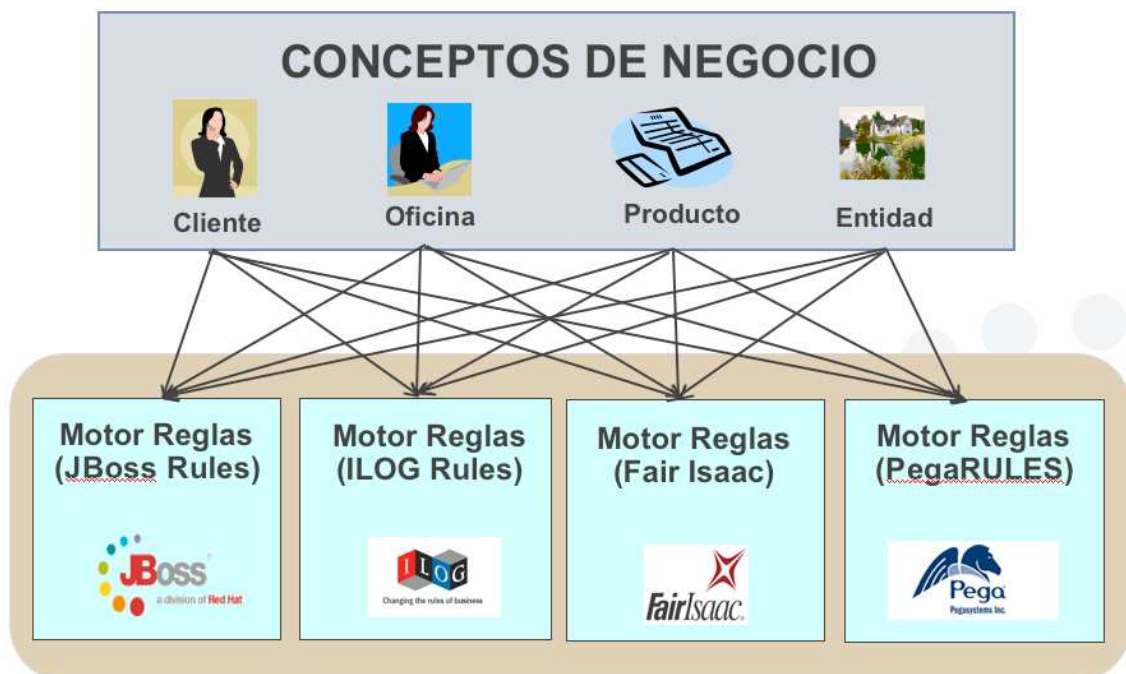 CONCEPTOS DE NEGOCIO
Cliente
Oficina
Producto
Entidad
Motor Reglas
(JBoss Rules)
JBoss
a division of Red Hat
Motor Reglas
(ILOG Rules)
ILOG
Changing the rules of business
Motor Reglas
(Fair Isaac)
FairIsaac.
Motor Reglas
(PegaRULES)
Pega
Pegasystems Inc.